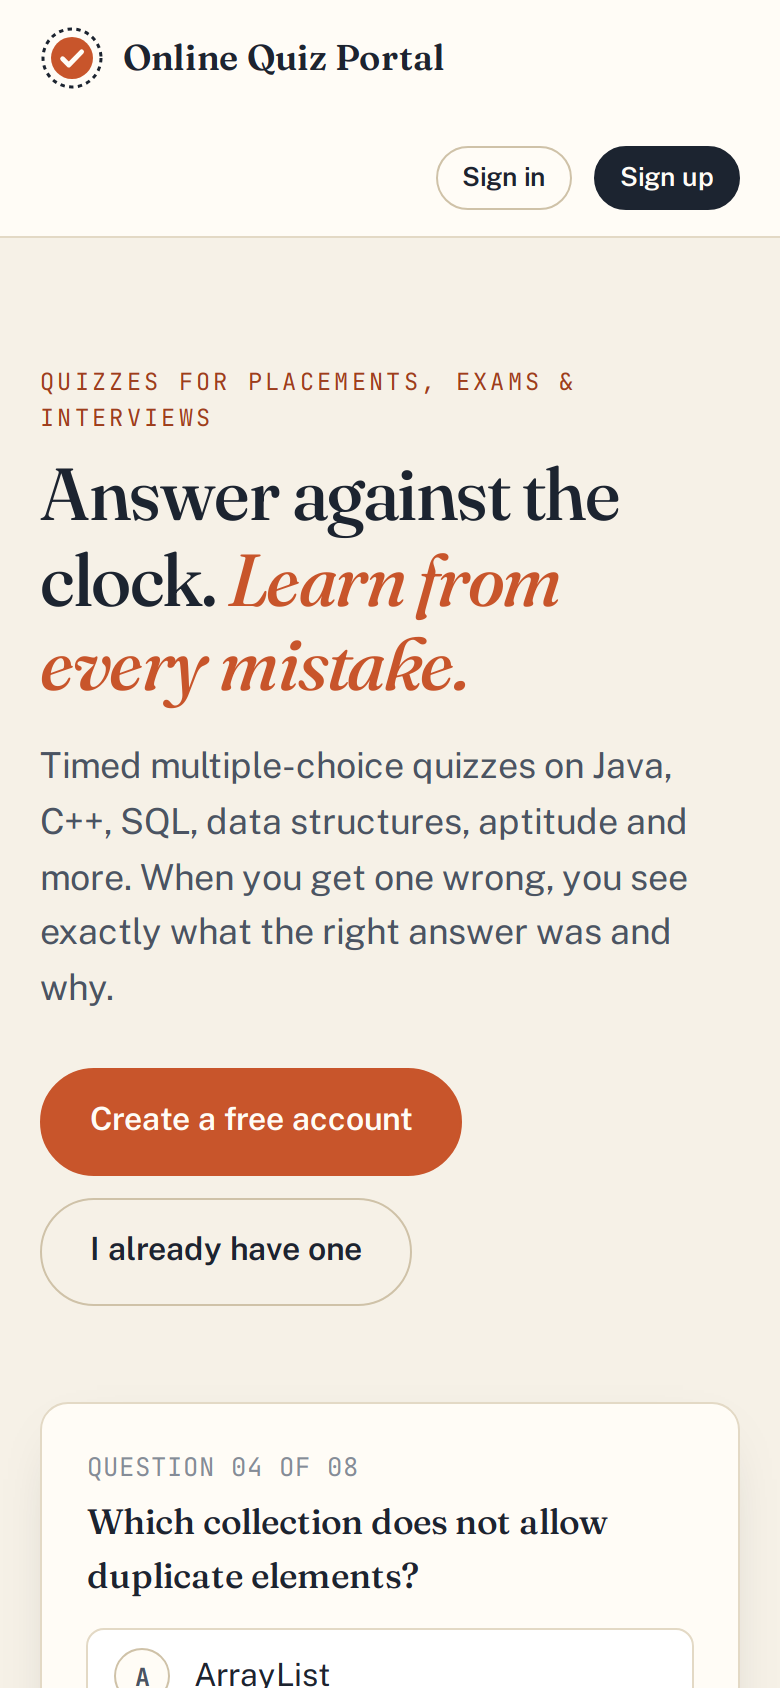 Online Quiz Portal
Sign in
Sign up
QUIZZES FOR PLACEMENTS, EXAMS &
INTERVIEWS
Answer against the
clock. Learn from
every mistake.
Timed multiple-choice quizzes on Java,
C++, SQL, data structures, aptitude and
more. When you get one wrong, you see
exactly what the right answer was and
why.
Create a free account
I already have one
QUESTION 04 OF 08
Which collection does not allow
duplicate elements?
A ArrayList